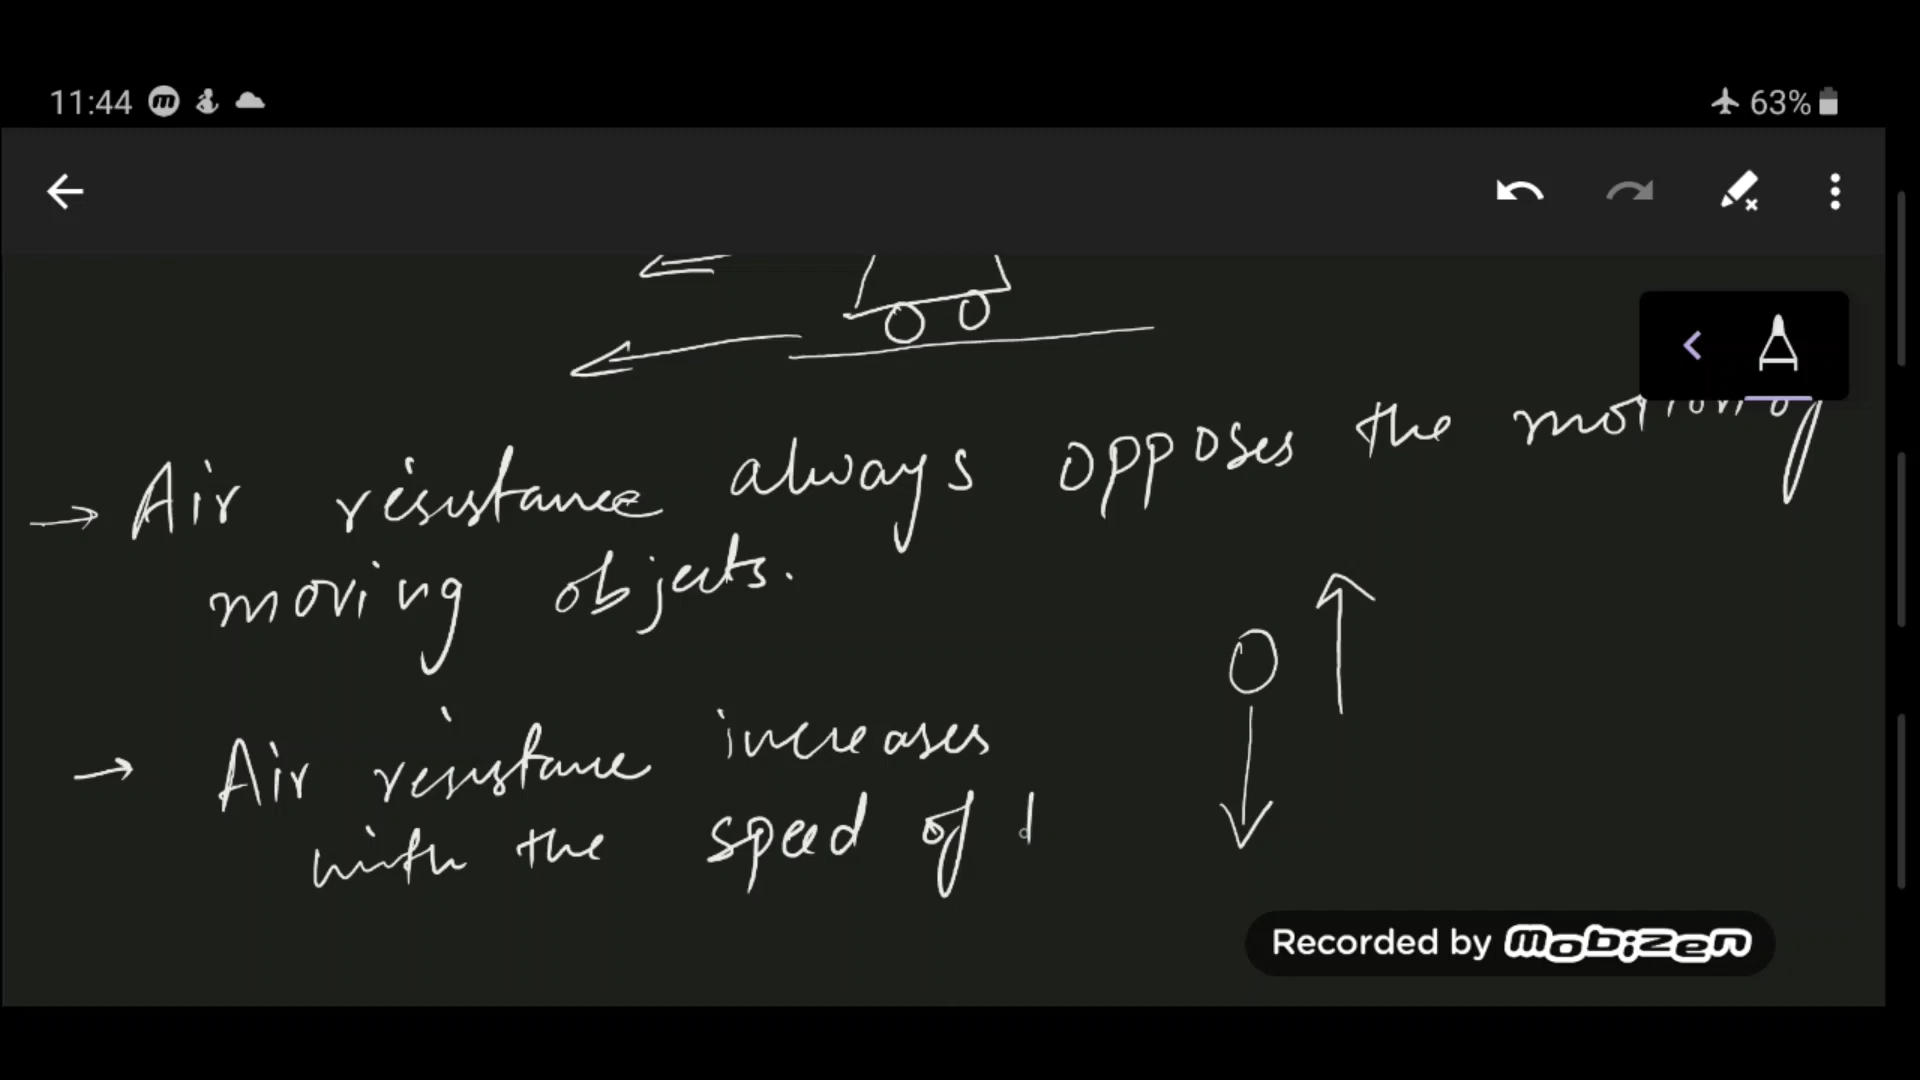 11:44
63%
→ Air resistance always opposes the motion of
moving objects.
→ Air resistance increases
with the speed of
Recorded by mobizen